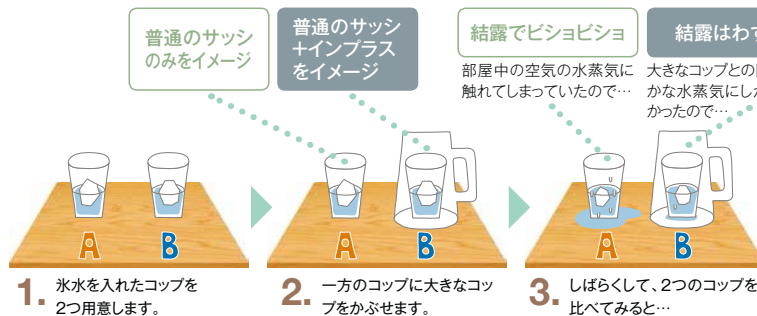 普通のサッシ
のみをイメージ
普通のサッシ
+インプラス
をイメージ
結露でビショビショ
部屋中の空気の水蒸気に
触れてしまっていたので…
結露はわず
大きなコップとの
かな水蒸気にし
かったので…
A
B
1. 氷水を入れたコップを
2つ用意します。
A
B
2. 一方のコップに大きなコッ
プをかぶせます。
A
B
3. しばらくして、2つのコップを
比べてみると…